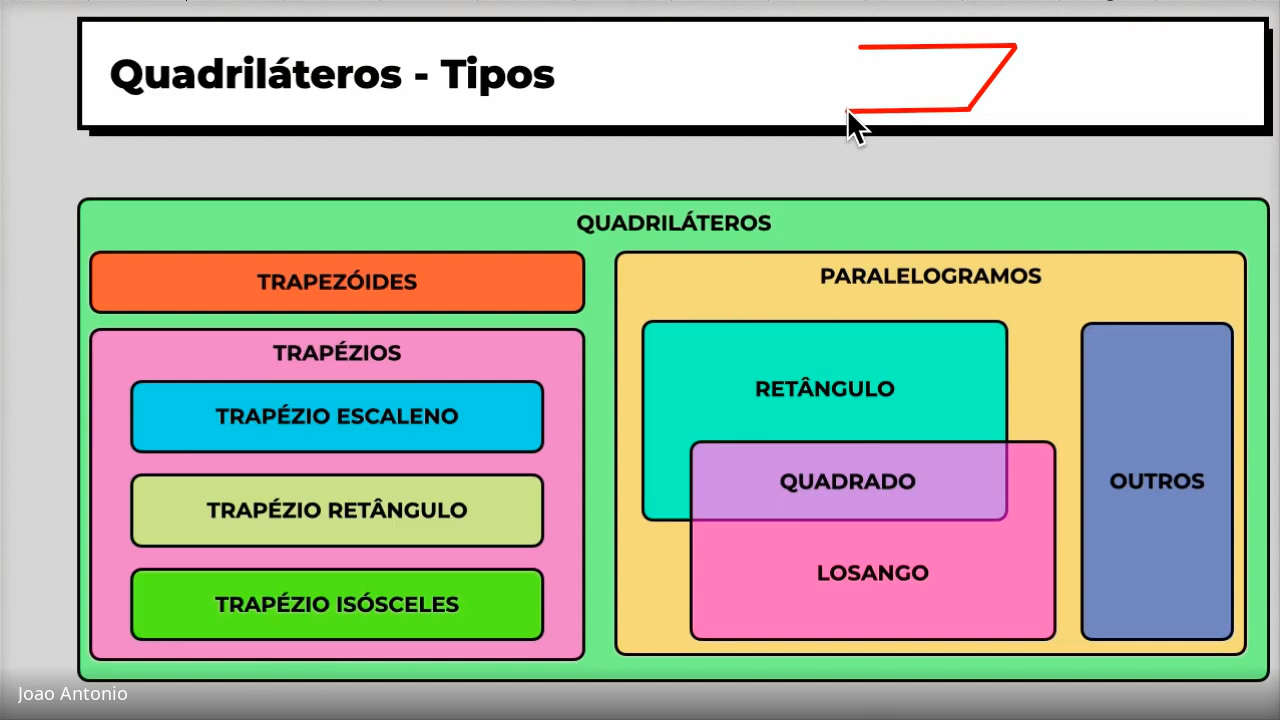 Quadriláteros - Tipos
QUADRILÁTEROS
TRAPEZÓIDES
TRAPÉZIOS
TRAPÉZIO ESCALENO
TRAPÉZIO RETÂNGULO
TRAPÉZIO ISÓSCELES
PARALELOGRAMOS
RETÂNGULO
QUADRADO
LOSANGO
OUTROS
Joao Antonio